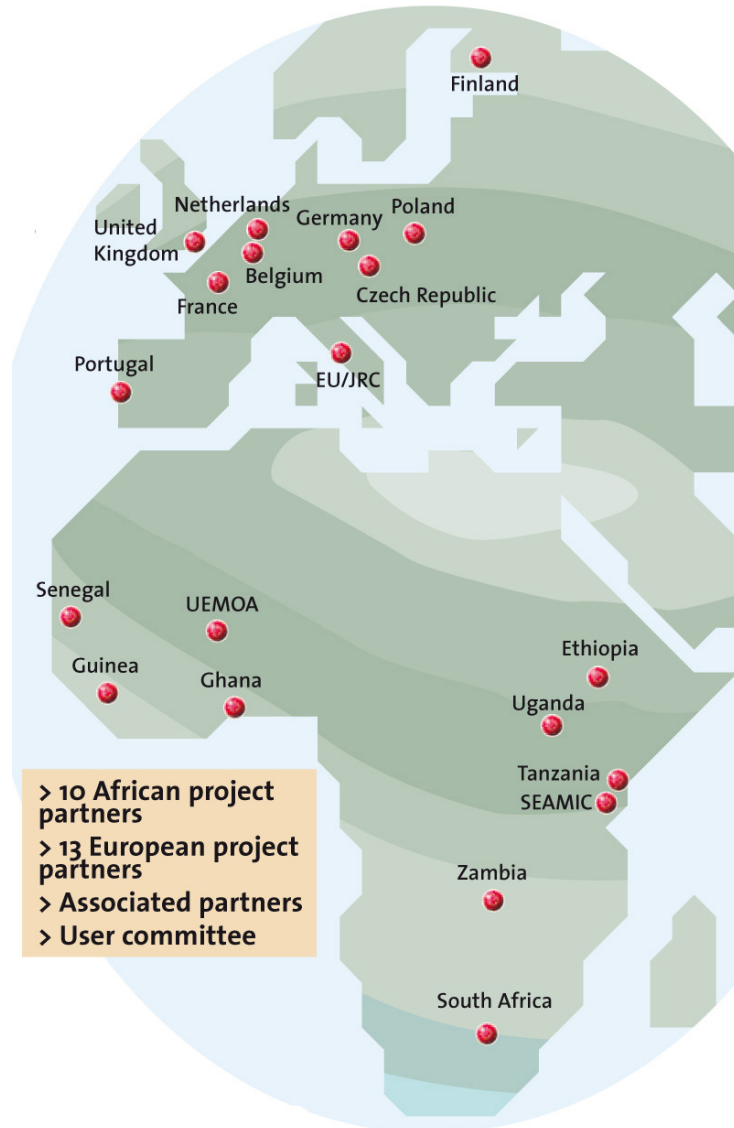 Finland
Netherlands
Germany
Poland
United
Kingdom
Belgium
Czech Republic
France
EU/JRC
Portugal
Senegal
UEMOA
Ethiopia
Guinea
Ghana
Uganda
Tanzania
SEAMIC
> 10 African project
partners
> 13 European project
partners
> Associated partners
> User committee
Zambia
South Africa